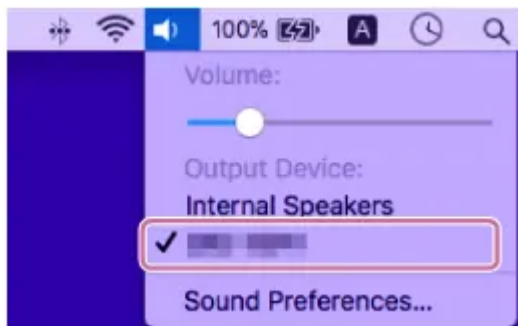 100% A
Volume:
Output Device:
Internal Speakers
Sound Preferences...